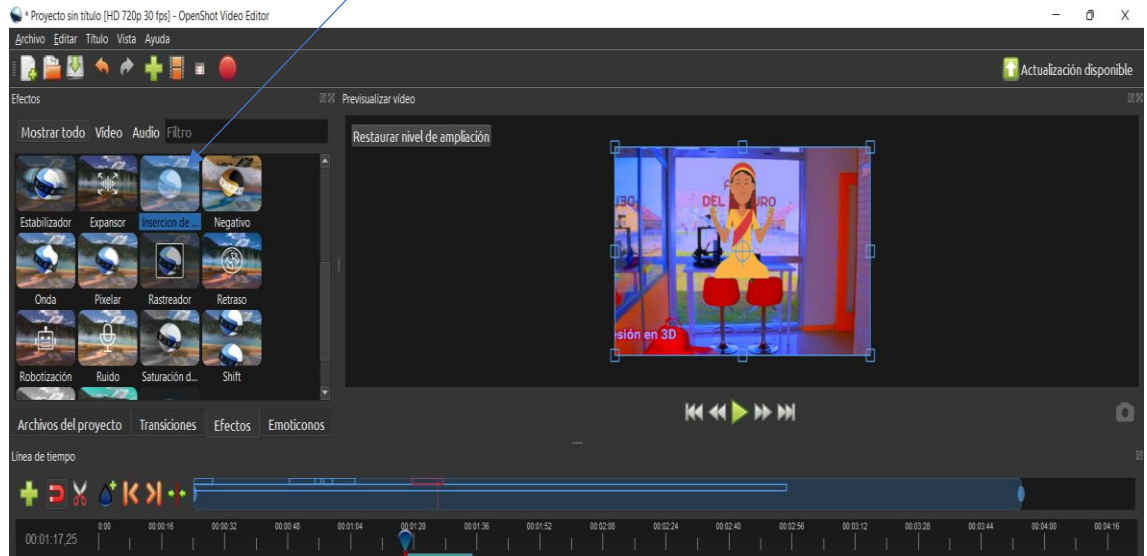 * Proyecto sin título [HD 720p 30 fps] - OpenShot Video Editor
Archivo Editar Título Vista Ayuda
Actualización disponible
Efectos
Previsualizar vídeo
Mostrar todo Vídeo Audio Filtro
Restaurar nivel de ampliación
Estabilizador Expansor Insercion de ... Negativo
Onda Pixelar Rastreador Retraso
Robotización Ruido Saturación d... Shift
DEL URO
esión en 3D
Archivos del proyecto Transiciones Efectos Emoticonos
Línea de tiempo
00:01:17,25
0:00 00:00:16 00:00:32 00:00:48 00:01:04 00:01:20 00:01:36 00:01:52 00:02:08 00:02:24 00:02:40 00:02:56 00:03:12 00:03:28 00:03:44 00:04:00 00:04:16